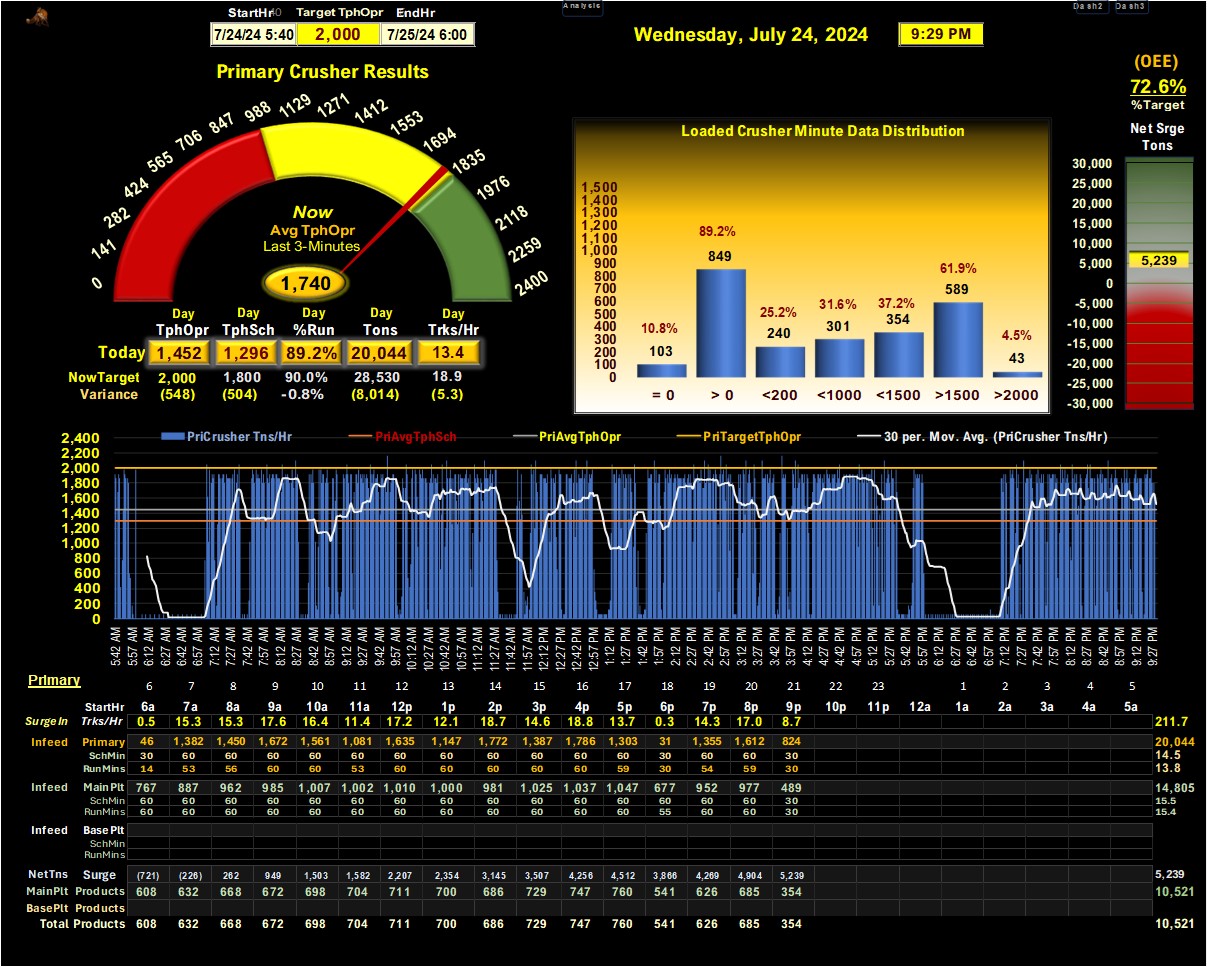 StartHr40 Target TphOpr EndHr
Analysis
Dash2 Dash3
7/24/24 5:40 2,000 7/25/24 6:00
Wednesday, July 24, 2024 9:29 PM
(OEE)
72.6%
%Target
Net Srge
Tons
Primary Crusher Results
0 141 282 424 565 706 847 988 1129 1271 1412 1553 1694 1835 1976 2118 2259 2400
Now
Avg TphOpr
Last 3-Minutes
1,740
Day Day Day Day Day
TphOpr TphSch %Run Tons Trks/Hr
Today 1,452 1,296 89.2% 20,044 13.4
NowTarget 2,000 1,800 90.0% 28,530 18.9
Variance (548) (504) -0.8% (8,014) (5.3)
Loaded Crusher Minute Data Distribution
1,500
1,400
1,300
1,200
1,100
1,000
900
800
700
600
500
400
300
200
100
0
10.8% 89.2% 25.2% 31.6% 37.2% 61.9% 4.5%
103 849 240 301 354 589 43
= 0 > 0 <200 <1000 <1500 >1500 >2000
30,000
25,000
20,000
15,000
10,000
5,000
0
-5,000
-10,000
-15,000
-20,000
-25,000
-30,000
5,239
PriCrusher Tns/Hr PriAvgTphSch PriAvgTphOpr PriTargetTphOpr 30 per. Mov. Avg. (PriCrusher Tns/Hr)
2,400
2,200
2,000
1,800
1,600
1,400
1,200
1,000
800
600
400
200
0
5:42 AM 5:57 AM 6:12 AM 6:27 AM 6:42 AM 6:57 AM 7:12 AM 7:27 AM 7:42 AM 7:57 AM 8:12 AM 8:27 AM 8:42 AM 8:57 AM 9:12 AM 9:27 AM 9:42 AM 9:57 AM 10:12 AM 10:27 AM 10:42 AM 10:57 AM 11:12 AM 11:27 AM 11:42 AM 11:57 AM 12:12 PM 12:27 PM 12:42 PM 12:57 PM 1:12 PM 1:27 PM 1:42 PM 1:57 PM 2:12 PM 2:27 PM 2:42 PM 2:57 PM 3:12 PM 3:27 PM 3:42 PM 3:57 PM 4:12 PM 4:27 PM 4:42 PM 4:57 PM 5:12 PM 5:27 PM 5:42 PM 5:57 PM 6:12 PM 6:27 PM 6:42 PM 6:57 PM 7:12 PM 7:27 PM 7:42 PM 7:57 PM 8:12 PM 8:27 PM 8:42 PM 8:57 PM 9:12 PM 9:27 PM
Primary
6 7 8 9 10 11 12 13 14 15 16 17 18 19 20 21 22 23 1 2 3 4 5
StartHr 6a 7a 8a 9a 10a 11a 12p 1p 2p 3p 4p 5p 6p 7p 8p 9p 10p 11p 12a 1a 2a 3a 4a 5a
SurgeIn Trks/Hr 0.5 15.3 15.3 17.6 16.4 11.4 17.2 12.1 18.7 14.6 18.8 13.7 0.3 14.3 17.0 8.7 211.7
Infeed Primary 46 1,382 1,450 1,672 1,561 1,081 1,635 1,147 1,772 1,387 1,786 1,303 31 1,355 1,612 824 20,044
SchMin 30 60 60 60 60 60 60 60 60 60 60 60 30 60 60 30 14.5
RunMins 14 53 56 60 60 53 60 60 60 60 60 59 30 54 59 30 13.8
Infeed MainPlt 767 887 962 985 1,007 1,002 1,010 1,000 981 1,025 1,037 1,047 677 952 977 489 14,805
SchMin 60 60 60 60 60 60 60 60 60 60 60 60 60 60 60 30 15.5
RunMins 60 60 60 60 60 60 60 60 60 60 60 60 55 60 60 30 15.4
Infeed Base Plt
SchMin
RunMins
NetTns Surge (721) (226) 262 949 1,503 1,582 2,207 2,354 3,145 3,507 4,256 4,512 3,866 4,269 4,904 5,239 5,239
MainPlt Products 608 632 668 672 698 704 711 700 686 729 747 760 541 626 685 354 10,521
BasePlt Products
Total Products 608 632 668 672 698 704 711 700 686 729 747 760 541 626 685 354 10,521